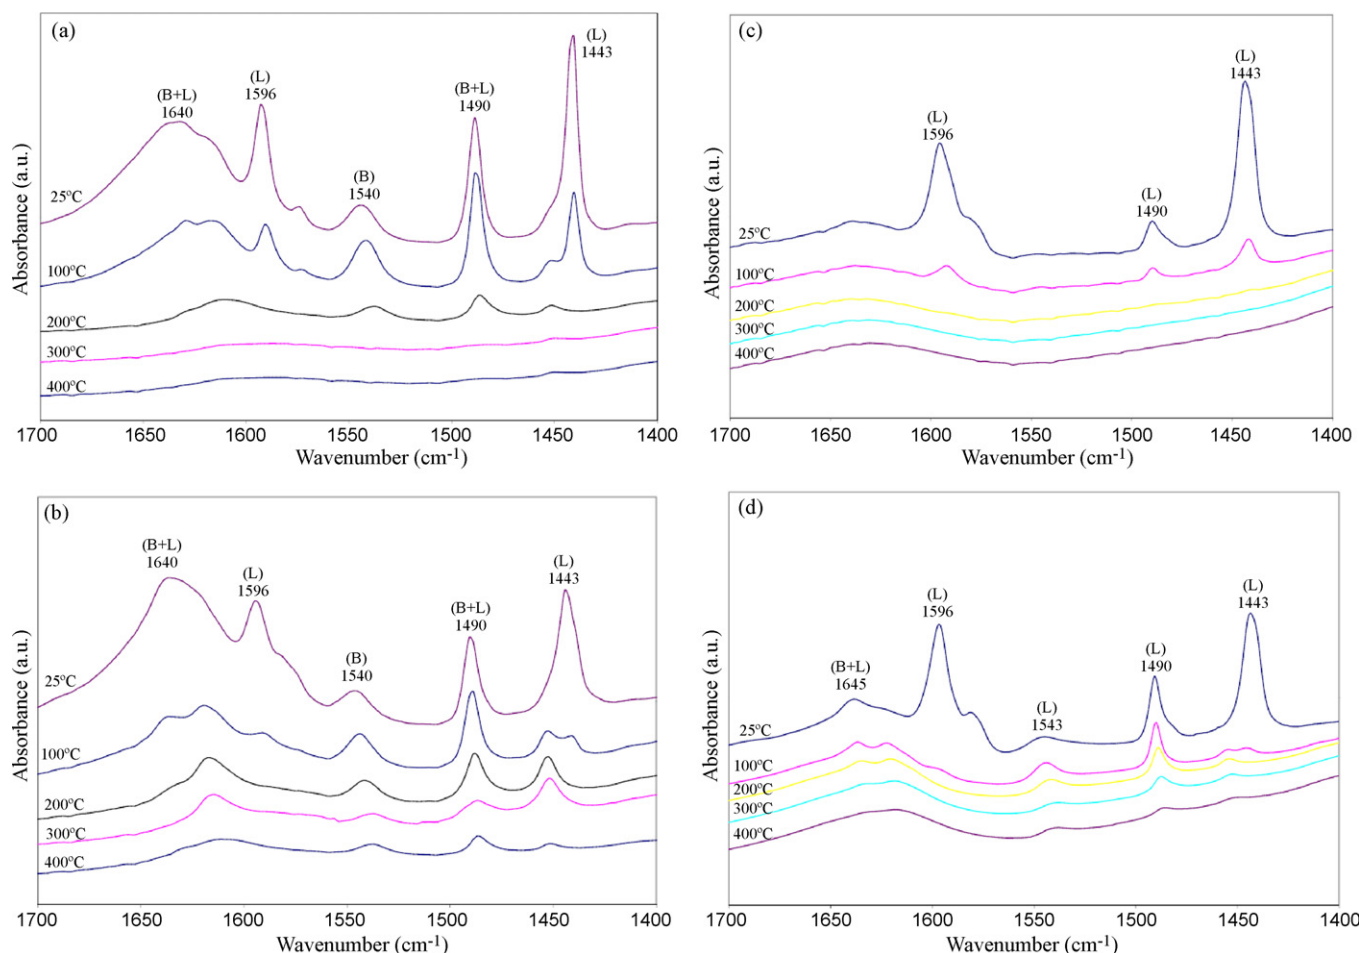 (a)
(L)
1443
(B+L)
1640
(L)
1596
(B+L)
1490
(B)
1540
25°C
100°C
200°C
300°C
400°C
Absorbance (a.u.)
1700 1650 1600 1550 1500 1450 1400
Wavenumber (cm-1)
(c)
(L)
1443
(L)
1596
(L)
1490
25°C
100°C
200°C
300°C
400°C
Absorbance (a.u.)
1700 1650 1600 1550 1500 1450 1400
Wavenumber (cm-1)
(b)
(B+L)
1640
(L)
1596
(B)
1540
(B+L)
1490
(L)
1443
25°C
100°C
200°C
300°C
400°C
Absorbance (a.u.)
1700 1650 1600 1550 1500 1450 1400
Wavenumber (cm-1)
(d)
(L)
1596
(B+L)
1645
(L)
1543
(L)
1490
(L)
1443
25°C
100°C
200°C
300°C
400°C
Absorbance (a.u.)
1700 1650 1600 1550 1500 1450 1400
Wavenumber (cm-1)